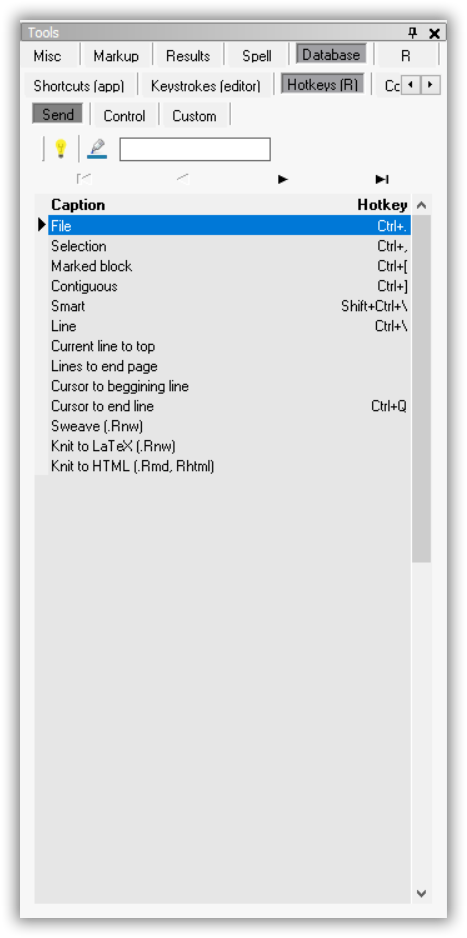 Tools
Misc Markup Results Spell Database R
Shortcuts (app) Keystrokes (editor) Hotkeys (R)
Send Control Custom
Caption Hotkey
File Ctrl+.
Selection Ctrl+,
Marked block Ctrl+[
Contiguous Ctrl+]
Smart Shift+Ctrl+\
Line Ctrl+\
Current line to top
Lines to end page
Cursor to beggining line
Cursor to end line Ctrl+Q
Sweave (.Rnw)
Knit to LaTeX (.Rnw)
Knit to HTML (.Rmd, Rhtml)